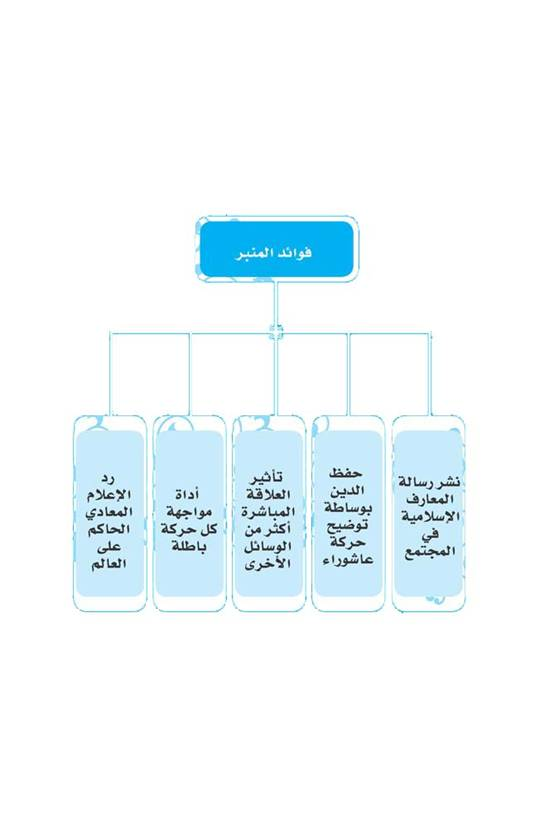 فوائد المنبر
نشر رسالة
المعارف
الإسلامية
في
المجتمع
حفظ
الدين
بوساطة
توضيح
حركة
عاشوراء
تأثير
العلاقة
المباشرة
أكثر من
الوسائل
الأخرى
أداة
مواجهة
كل حركة
باطلة
رد
الإعلام
المعادي
الحاكم
على
العالم